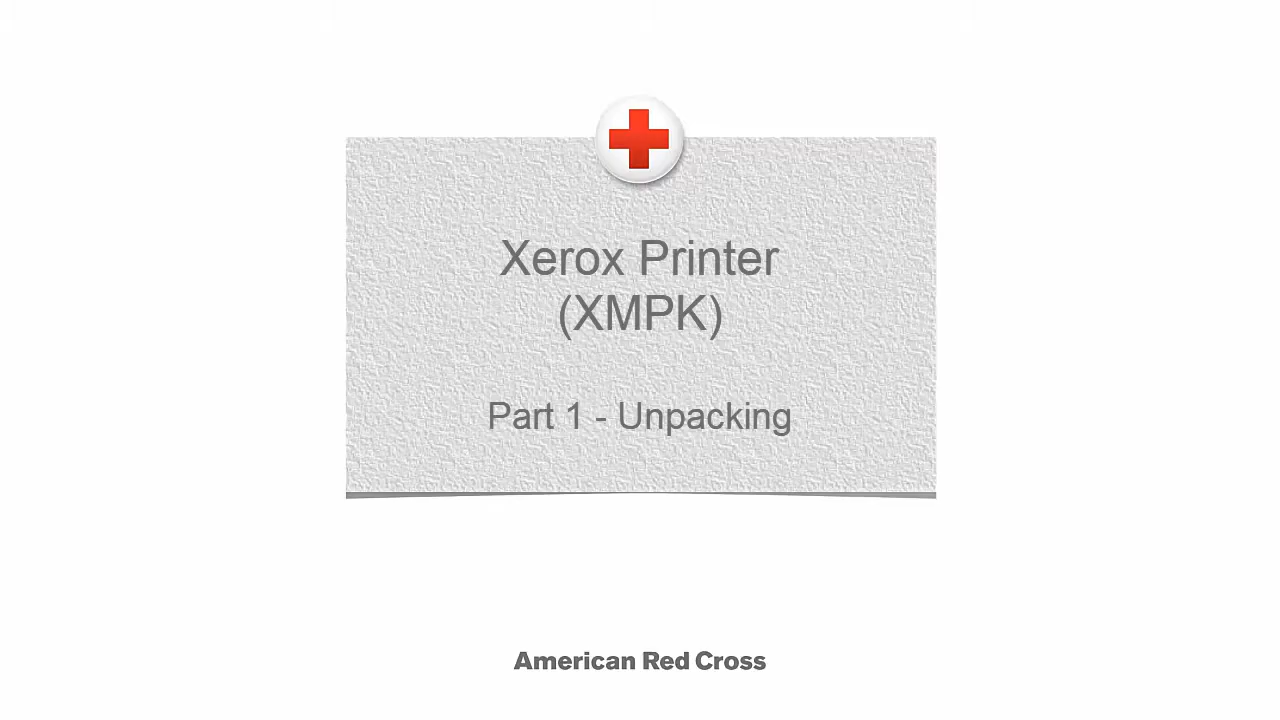 Xerox Printer
(XMPK)
Part 1 - Unpacking
American Red Cross